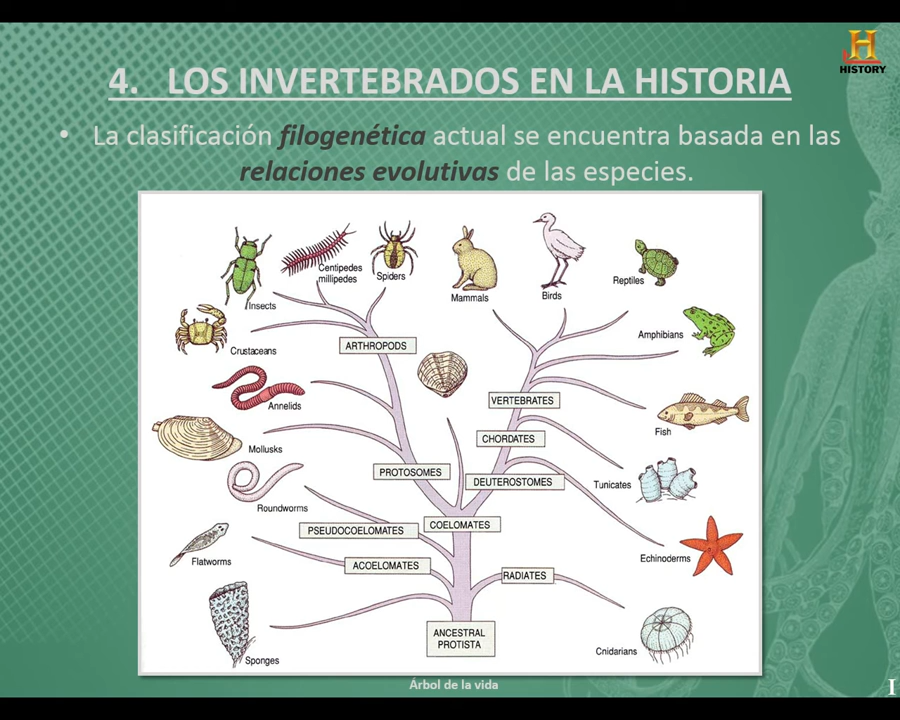 HISTORY
4. LOS INVERTEBRADOS EN LA HISTORIA
• La clasificación filogenética actual se encuentra basada en las
relaciones evolutivas de las especies.
Centipedes
millipedes
Spiders
Mammals
Birds
Reptiles
Insects
Crustaceans
ARTHROPODS
Amphibians
Annelids
VERTEBRATES
Fish
Mollusks
CHORDATES
PROTOSOMES
DEUTEROSTOMES
Tunicates
Roundworms
PSEUDOCOELOMATES
COELOMATES
Flatworms
ACOELOMATES
RADIATES
Echinoderms
ANCESTRAL
PROTISTA
Cnidarians
Sponges
Árbol de la vida
I